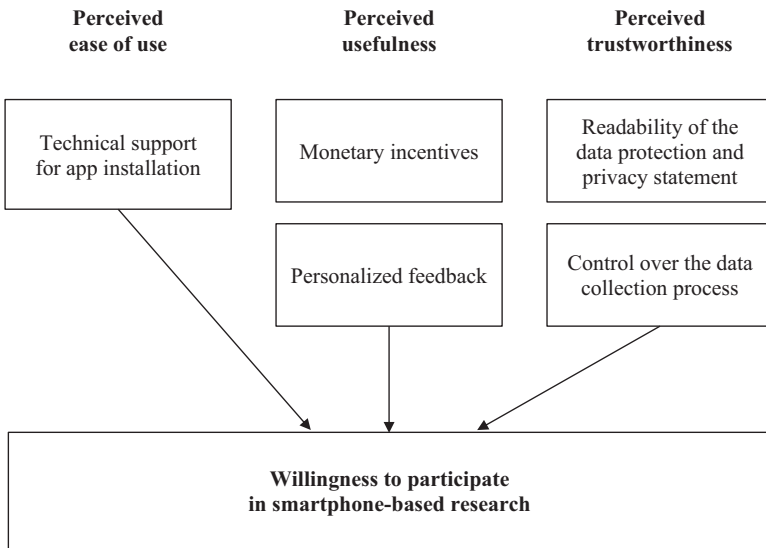 Perceived
ease of use
Perceived
usefulness
Perceived
trustworthiness
Technical support
for app installation
Monetary incentives
Readability of the
data protection and
privacy statement
Personalized feedback
Control over the data
collection process
Willingness to participate
in smartphone-based research